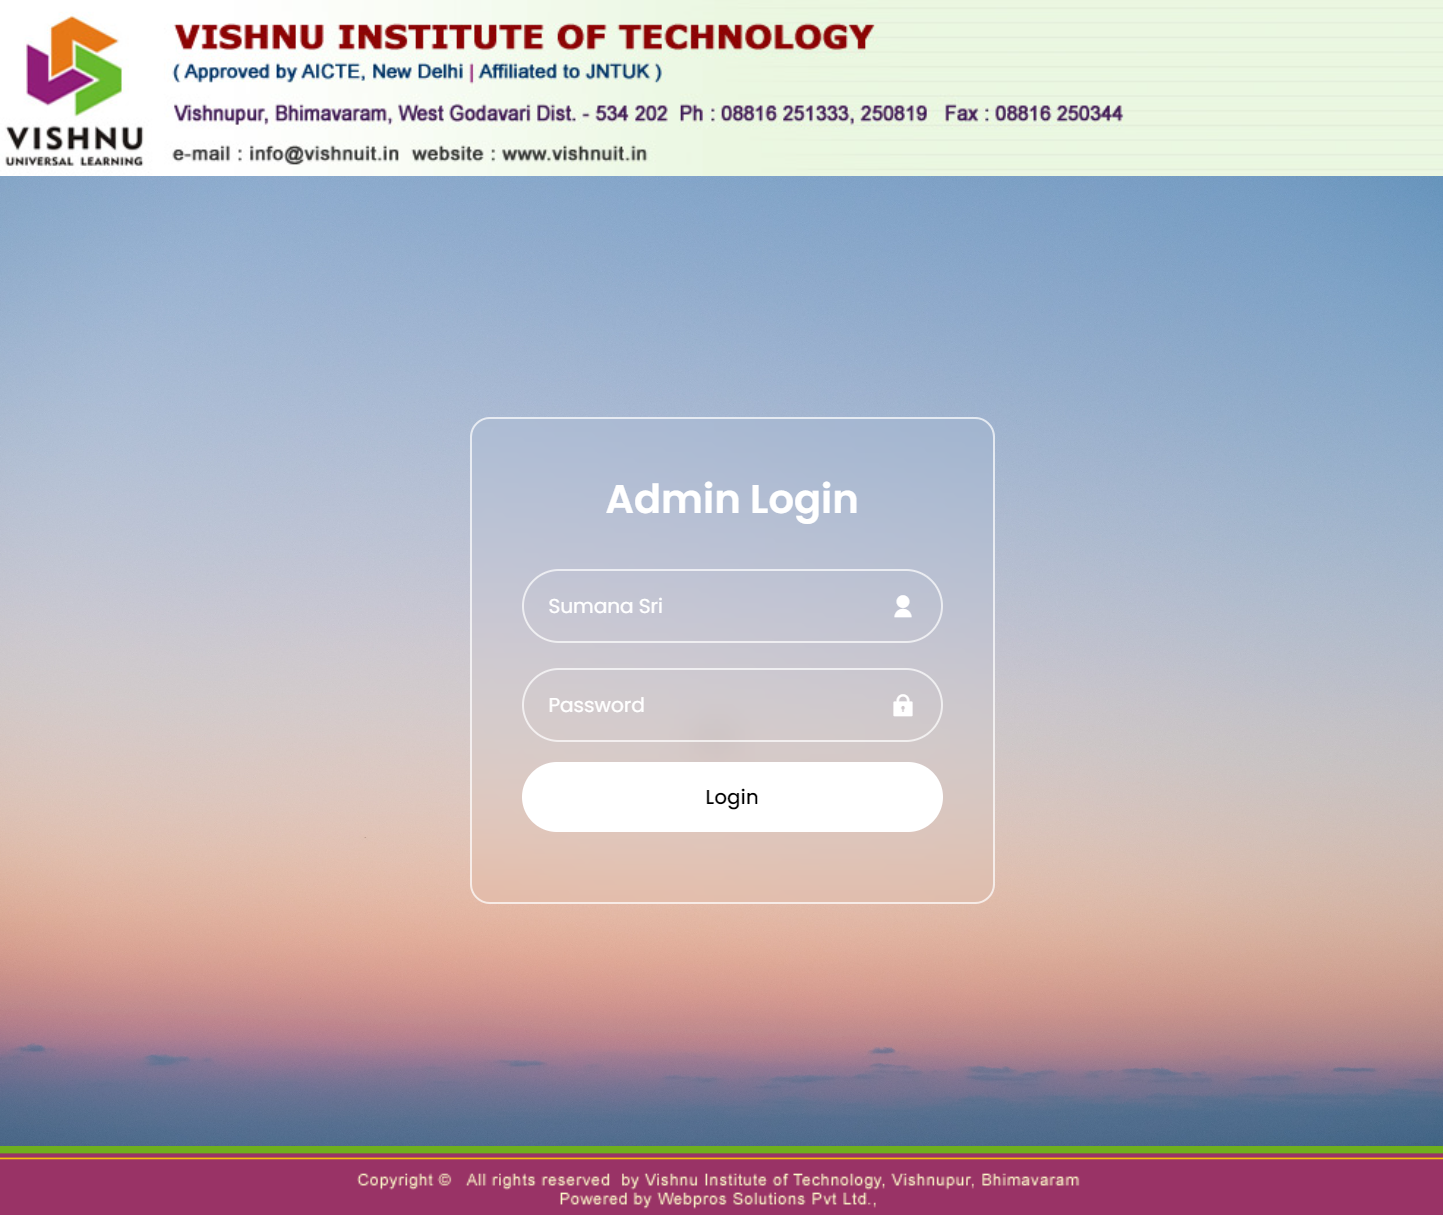 VISHNU INSTITUTE OF TECHNOLOGY
( Approved by AICTE, New Delhi | Affiliated to JNTUK )
Vishnupur, Bhimavaram, West Godavari Dist. - 534 202 Ph : 08816 251333, 250819 Fax : 08816 250344
VISHNU
UNIVERSAL LEARNING
e-mail : info@vishnuit.in website : www.vishnuit.in
Admin Login
Sumana Sri
Password
Login
Copyright © All rights reserved by Vishnu Institute of Technology, Vishnupur, Bhimavaram
Powered by Webpros Solutions Pvt Ltd.,